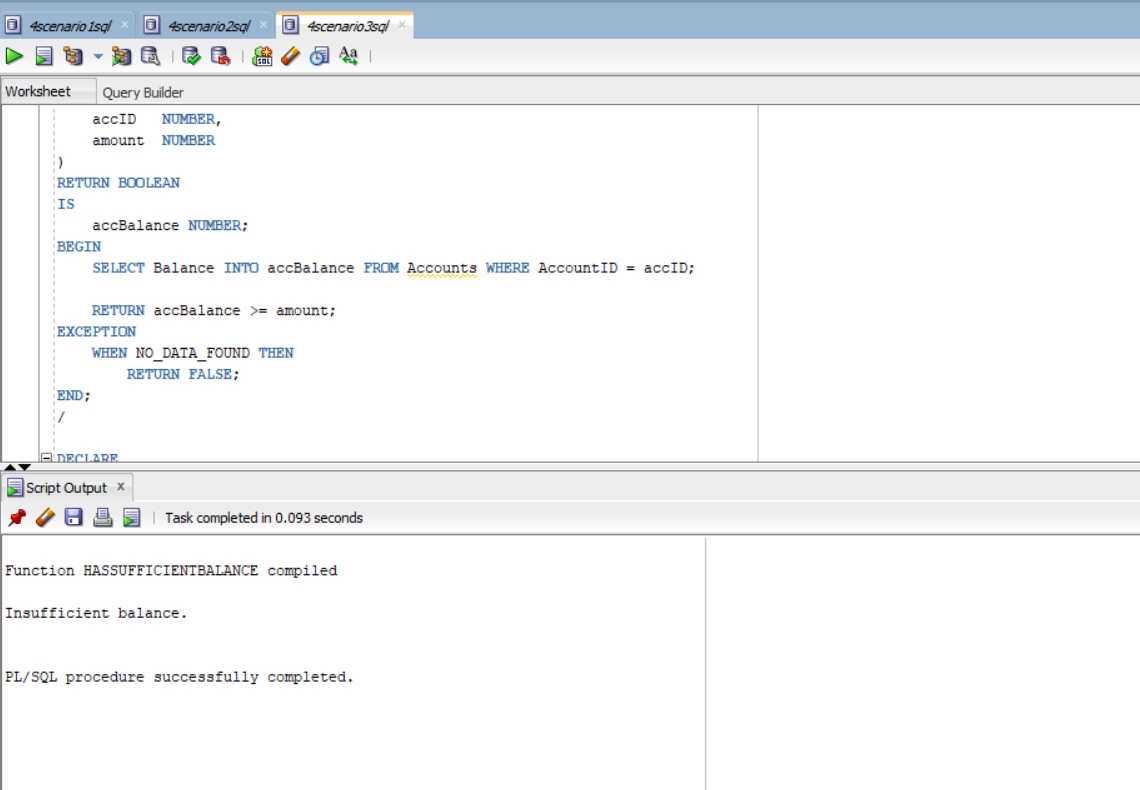 4scenario1sql × 4scenario2sql × 4scenario3sql ×
SQL Aa
Worksheet Query Builder
    accID   NUMBER,
    amount  NUMBER
)
RETURN BOOLEAN
IS
    accBalance NUMBER;
BEGIN
    SELECT Balance INTO accBalance FROM Accounts WHERE AccountID = accID;
    RETURN accBalance >= amount;
EXCEPTION
    WHEN NO_DATA_FOUND THEN
        RETURN FALSE;
END;
/
DECLARE
Script Output ×
Task completed in 0.093 seconds
Function HASSUFFICIENTBALANCE compiled
Insufficient balance.
PL/SQL procedure successfully completed.